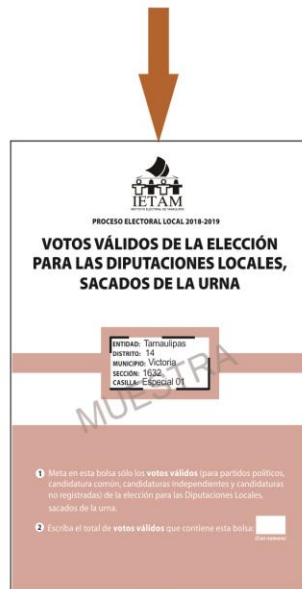 IETAM
INSTITUTO ELECTORAL DE TAMAULIPAS
PROCESO ELECTORAL LOCAL 2018-2019
VOTOS VÁLIDOS DE LA ELECCIÓN
PARA LAS DIPUTACIONES LOCALES,
SACADOS DE LA URNA
ENTIDAD: Tamaulipas
DISTRITO: 14
MUNICIPIO: Victoria
SECCIÓN: 1632
CASILLA: Especial 01
MUESTRA
1 Meta en esta bolsa sólo los votos válidos (para partidos políticos,
candidatura común, candidaturas independientes y candidaturas
no registradas) de la elección para las Diputaciones Locales,
sacados de la urna.
2 Escriba el total de votos válidos que contiene esta bolsa:
(Con número)